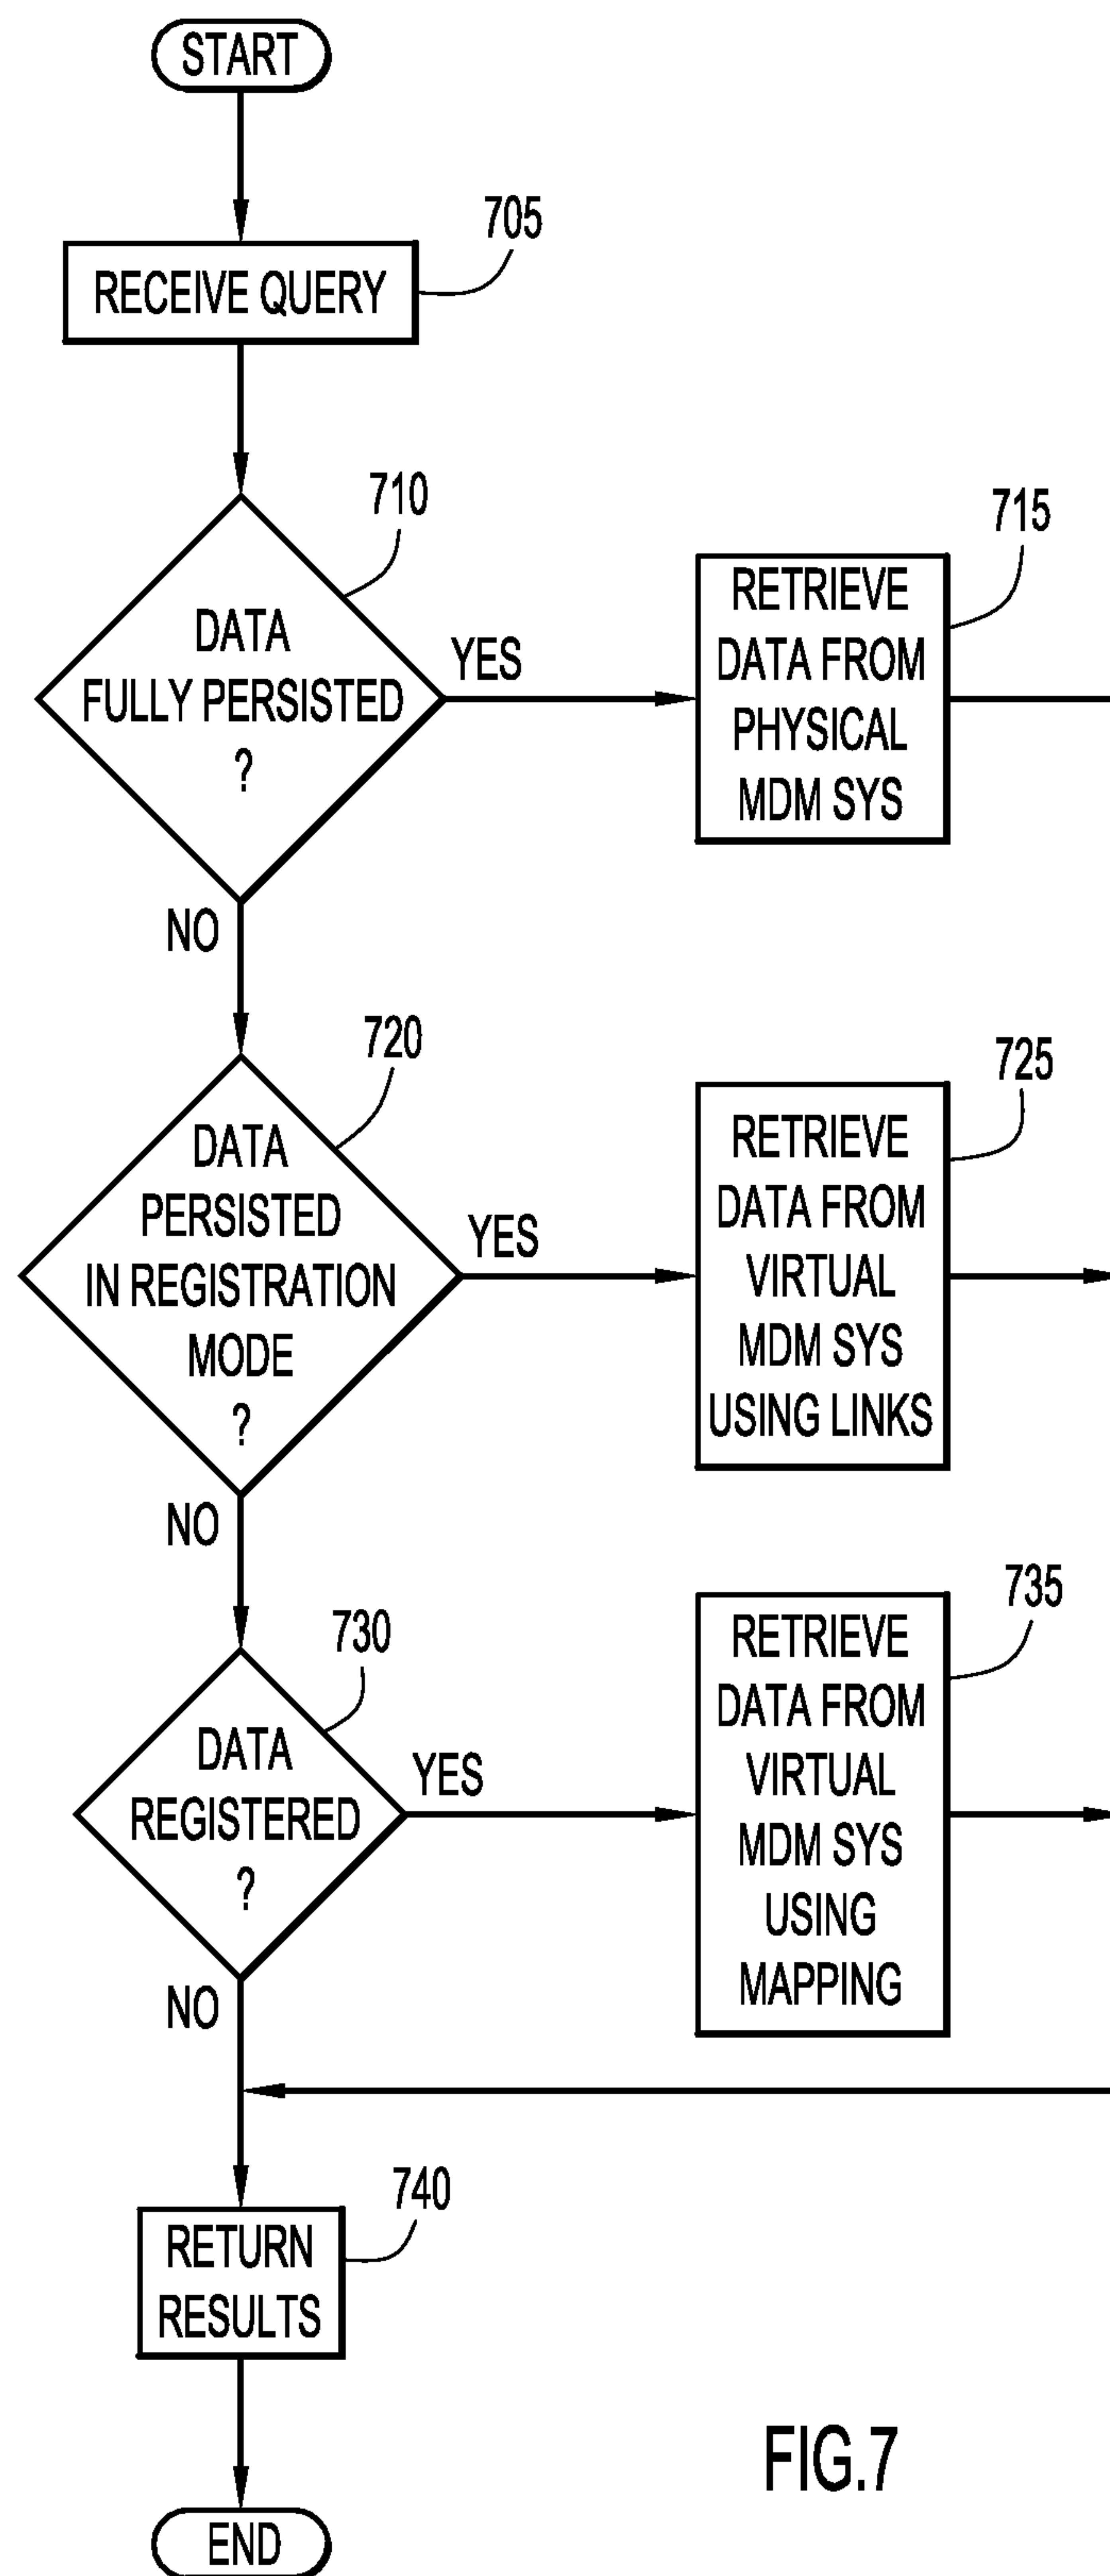 START
705
RECEIVE QUERY
710
DATA
FULLY PERSISTED
?
YES
NO
715
RETRIEVE
DATA FROM
PHYSICAL
MDM SYS
720
DATA
PERSISTED
IN REGISTRATION
MODE
?
YES
NO
725
RETRIEVE
DATA FROM
VIRTUAL
MDM SYS
USING LINKS
730
DATA
REGISTERED
?
YES
NO
735
RETRIEVE
DATA FROM
VIRTUAL
MDM SYS
USING
MAPPING
740
RETURN
RESULTS
END
FIG.7